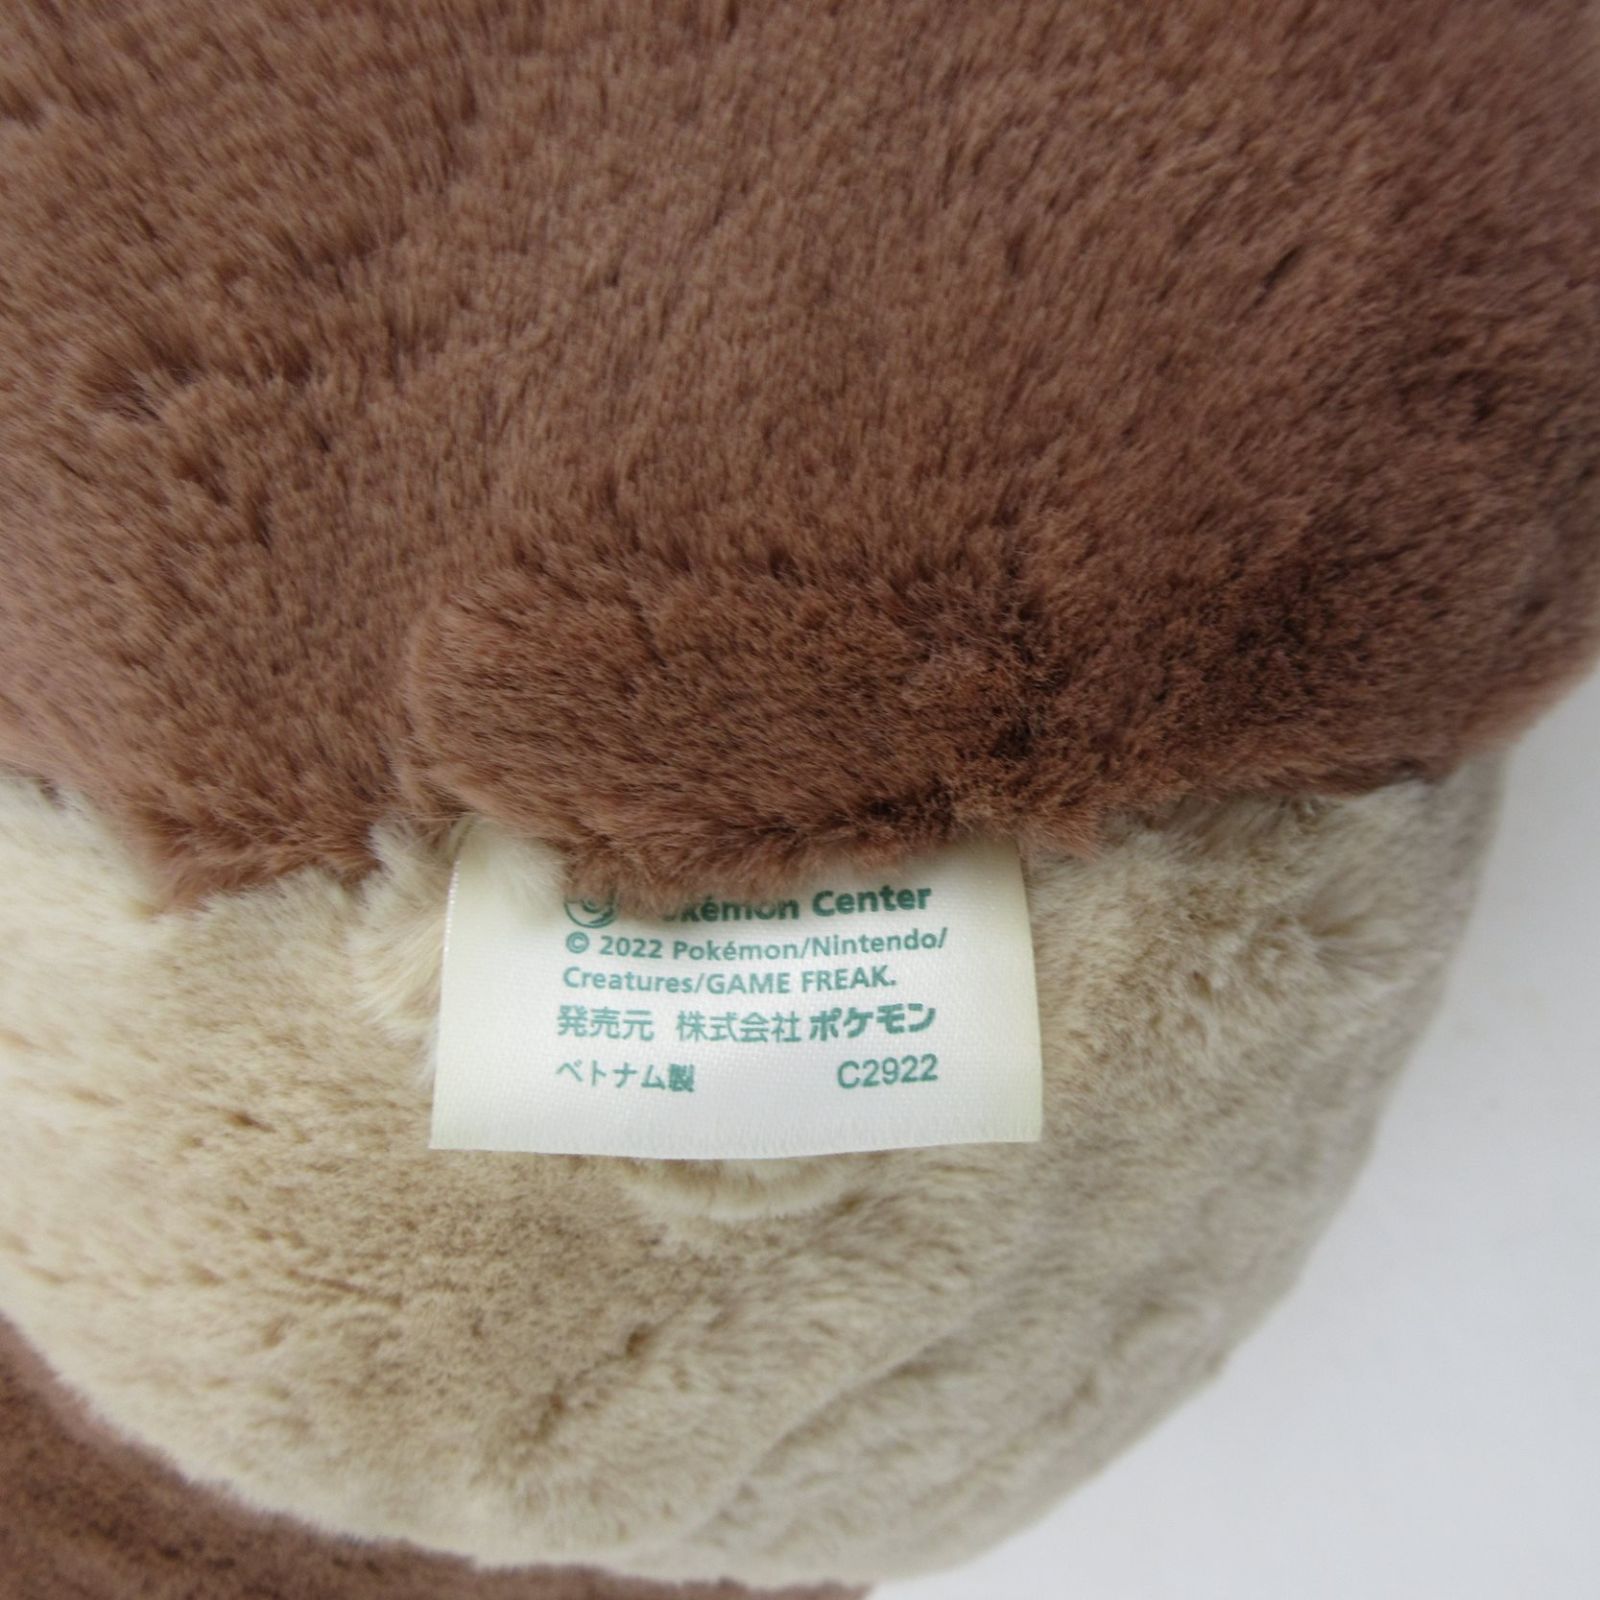 Pokémon Center
© 2022 Pokémon/Nintendo/
Creatures/GAME FREAK.
発売元 株式会社ポケモン
ベトナム製 C2922